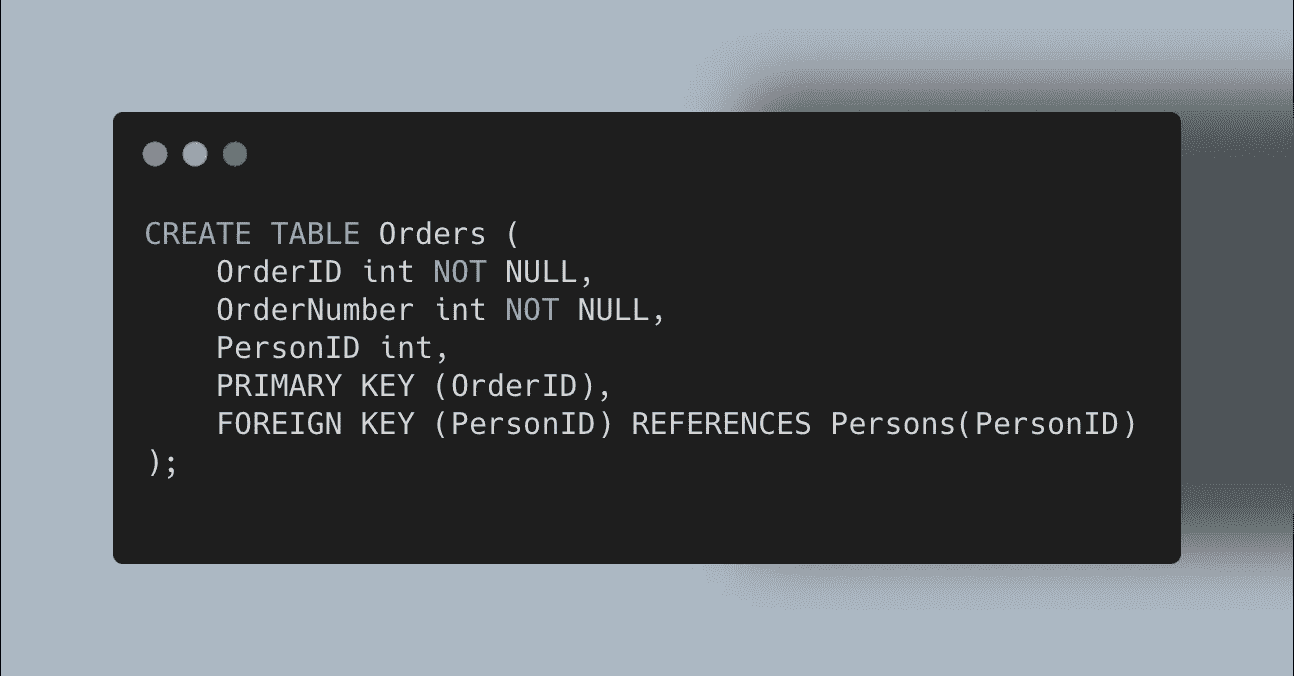 CREATE TABLE Orders (
    OrderID int NOT NULL,
    OrderNumber int NOT NULL,
    PersonID int,
    PRIMARY KEY (OrderID),
    FOREIGN KEY (PersonID) REFERENCES Persons(PersonID)
);